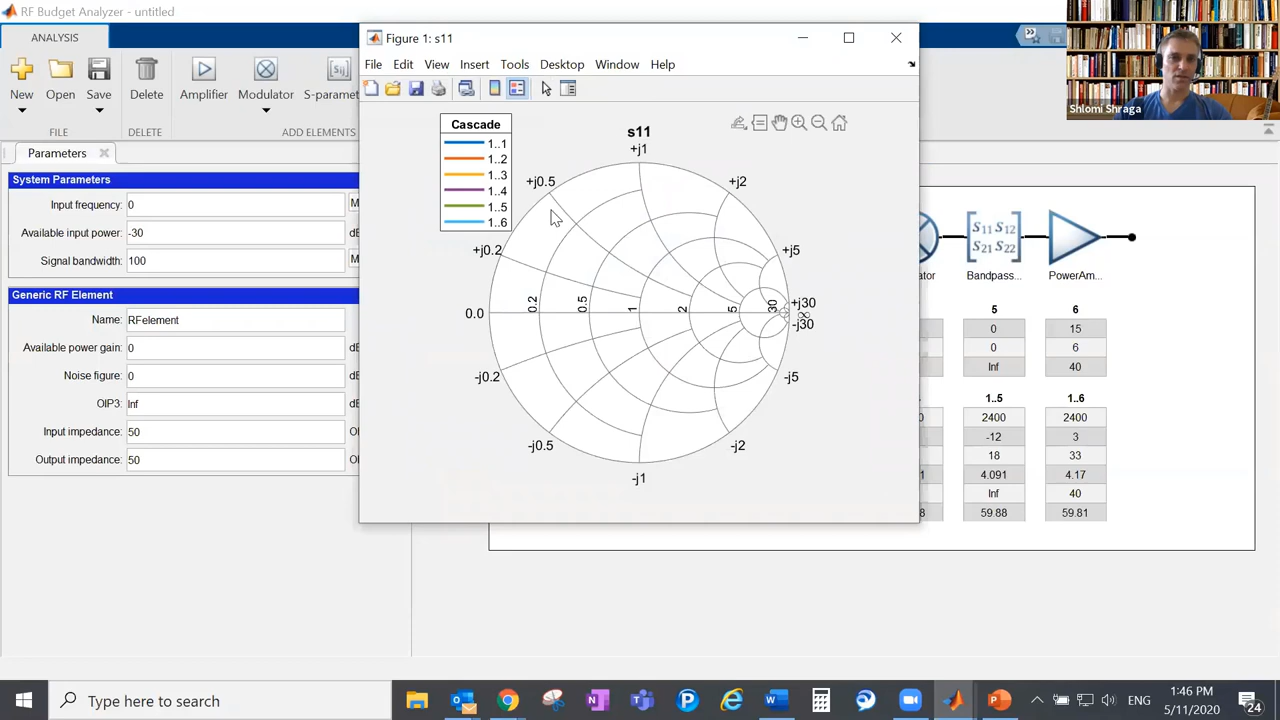 RF Budget Analyzer - untitled
ANALYSIS
New
Open
Save
Delete
Amplifier
Modulator
S-paramet
FILE
DELETE
ADD ELEMENTS
Parameters
System Parameters
Input frequency: 0
Available input power: -30
Signal bandwidth: 100
Generic RF Element
Name: RFelement
Available power gain: 0
Noise figure: 0
OIP3: Inf
Input impedance: 50
Output impedance: 50
Figure 1: s11
File Edit View Insert Tools Desktop Window Help
Cascade
1..1
1..2
1..3
1..4
1..5
1..6
s11
+j1
+j0.5
+j2
+j0.2
+j5
0.0
0.2
0.5
1
2
5
30
+j30
∞
-j30
-j0.2
-j5
-j0.5
-j2
-j1
Shlomi Shraga
s11 s12
s21 s22
ator
Bandpass...
PowerAm...
5 6
0 15
0 6
Inf 40
1..5 1..6
2400 2400
-12 3
18 33
4.091 4.17
Inf 40
59.88 59.81
Type here to search
ENG
1:46 PM
5/11/2020
24